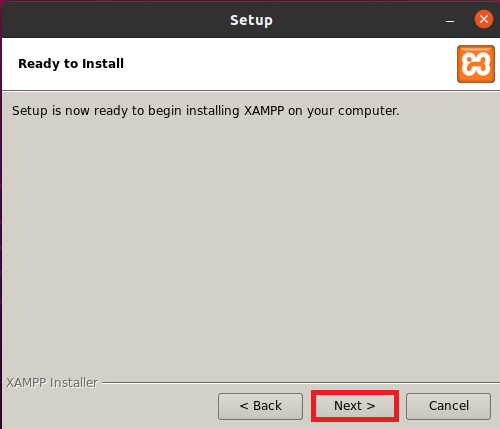 Setup
Ready to Install
Setup is now ready to begin installing XAMPP on your computer.
XAMPP Installer
< Back
Next >
Cancel